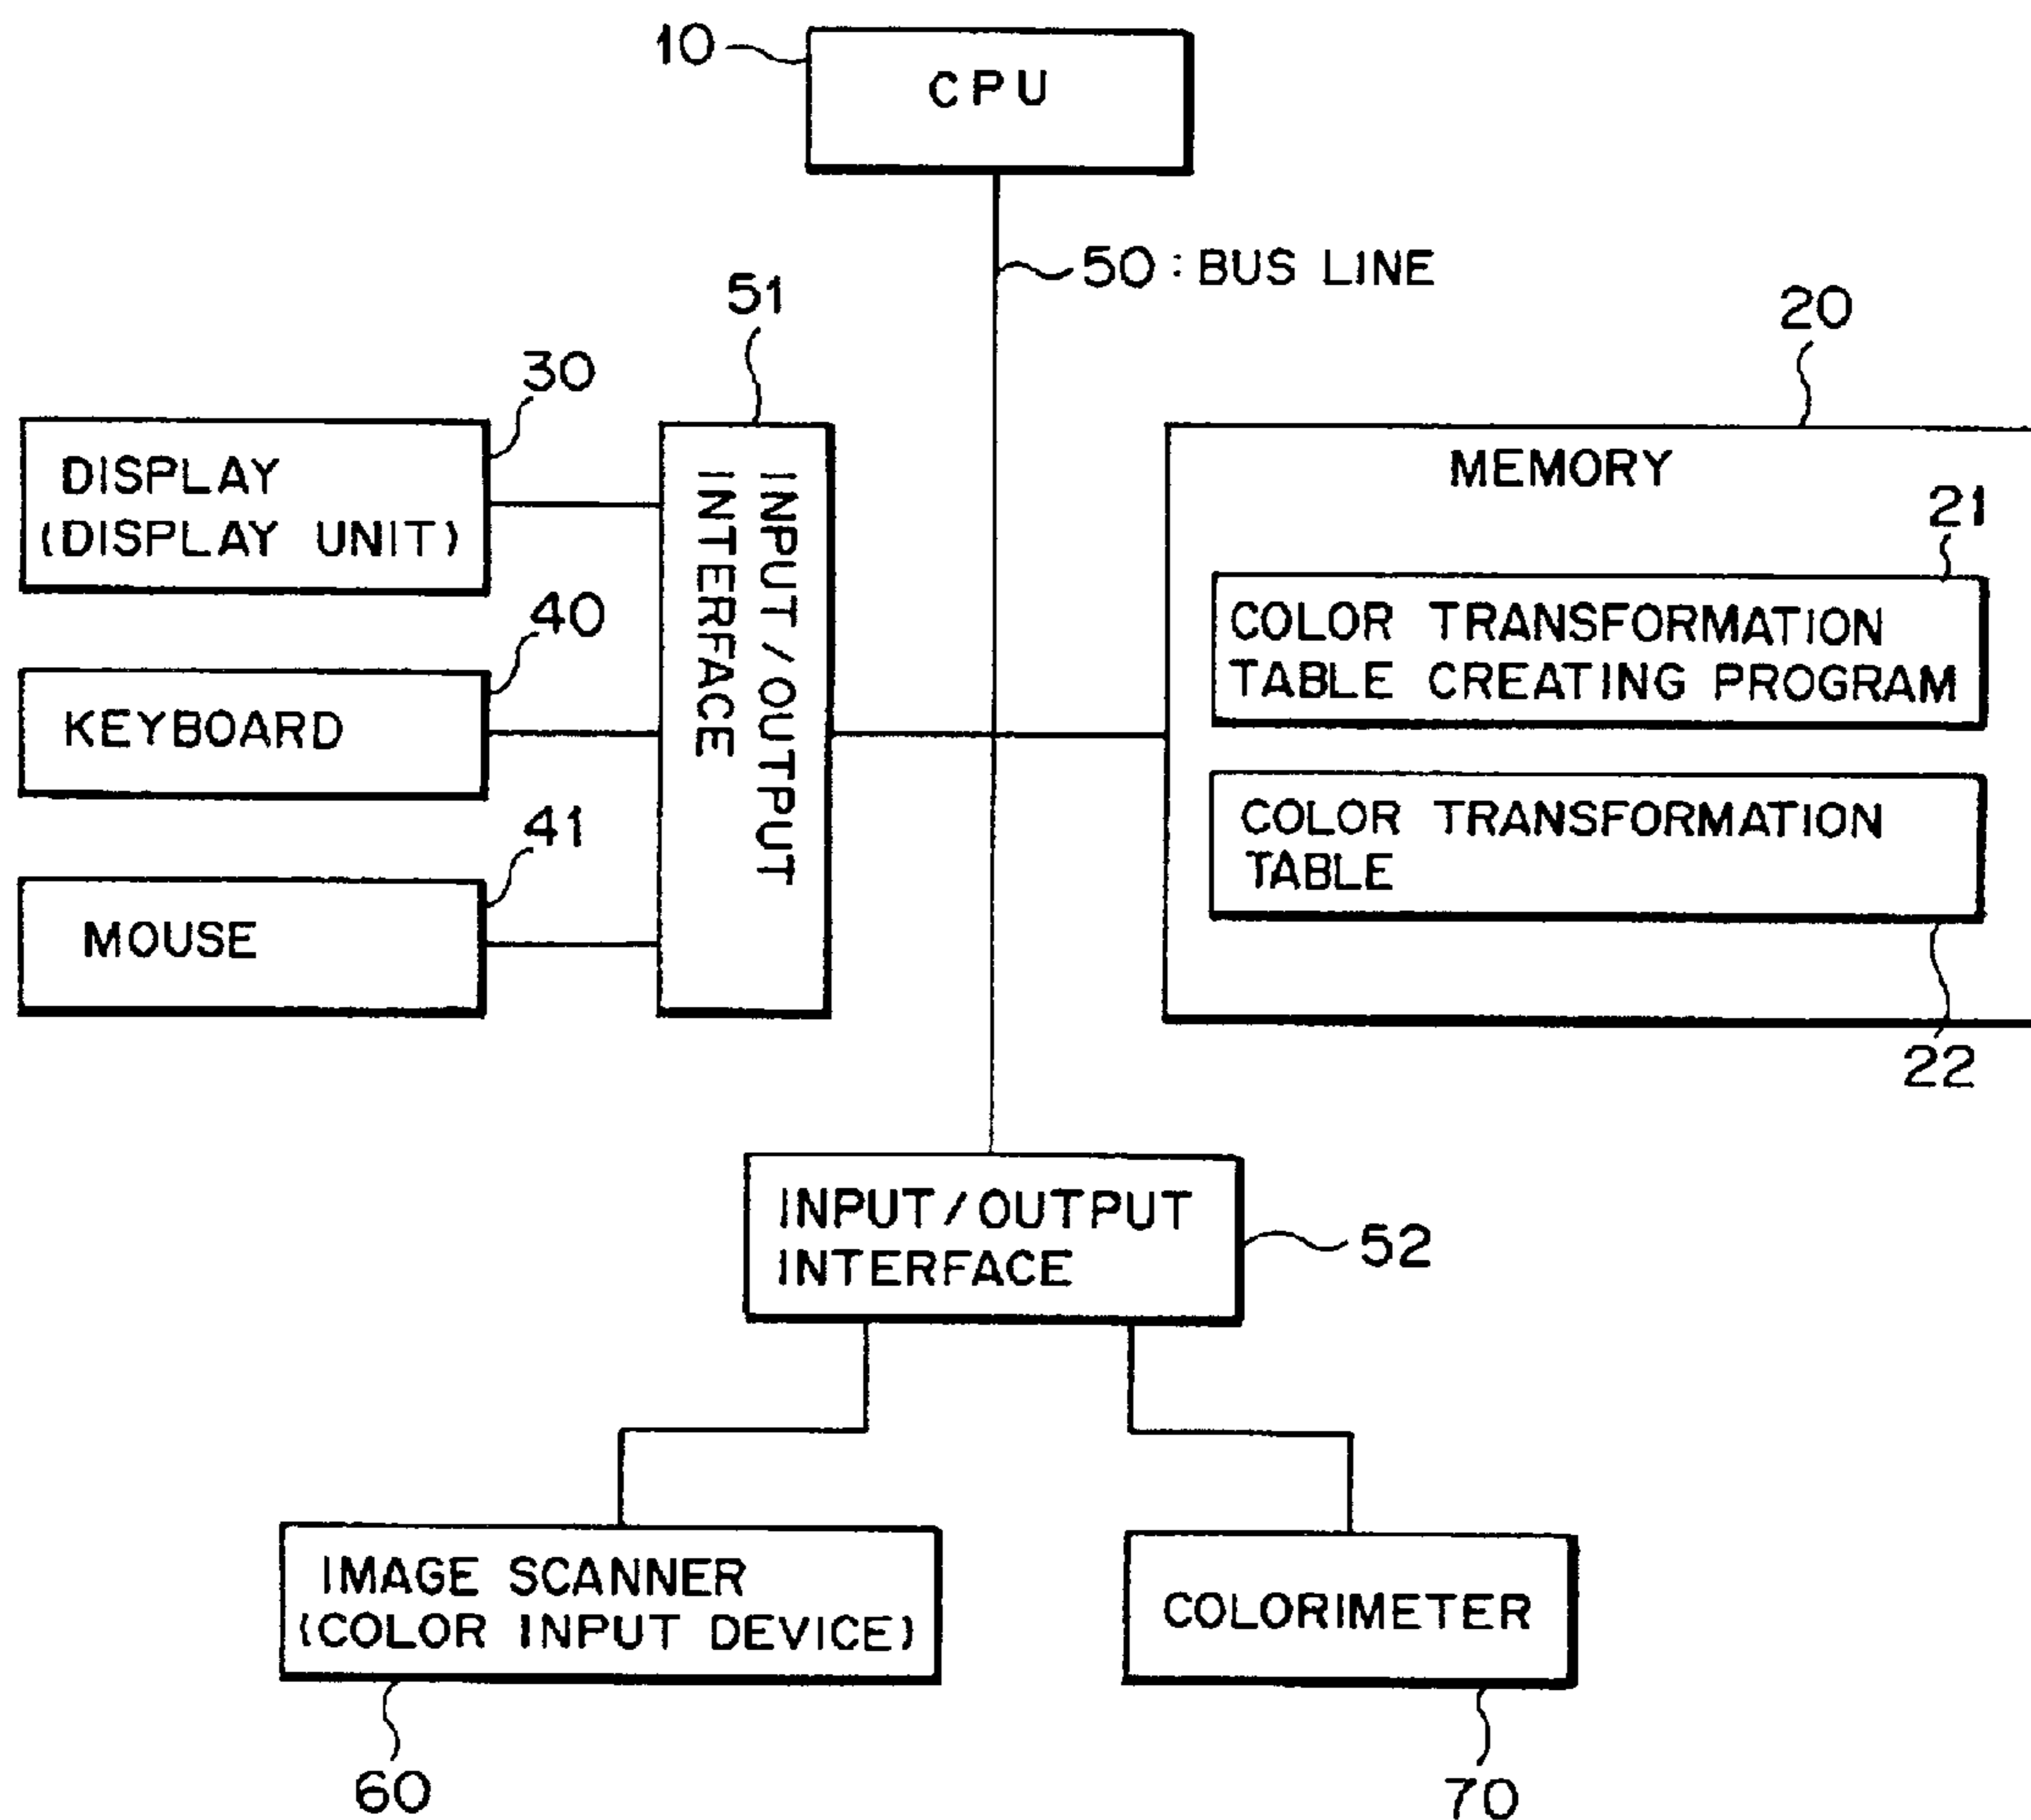 10
CPU
50 : BUS LINE
51
20
30
DISPLAY
(DISPLAY UNIT)
INPUT/OUTPUT
INTERFACE
MEMORY
21
COLOR TRANSFORMATION
TABLE CREATING PROGRAM
40
KEYBOARD
COLOR TRANSFORMATION
TABLE
41
MOUSE
22
INPUT/OUTPUT
INTERFACE
52
IMAGE SCANNER
(COLOR INPUT DEVICE)
COLORIMETER
60
70